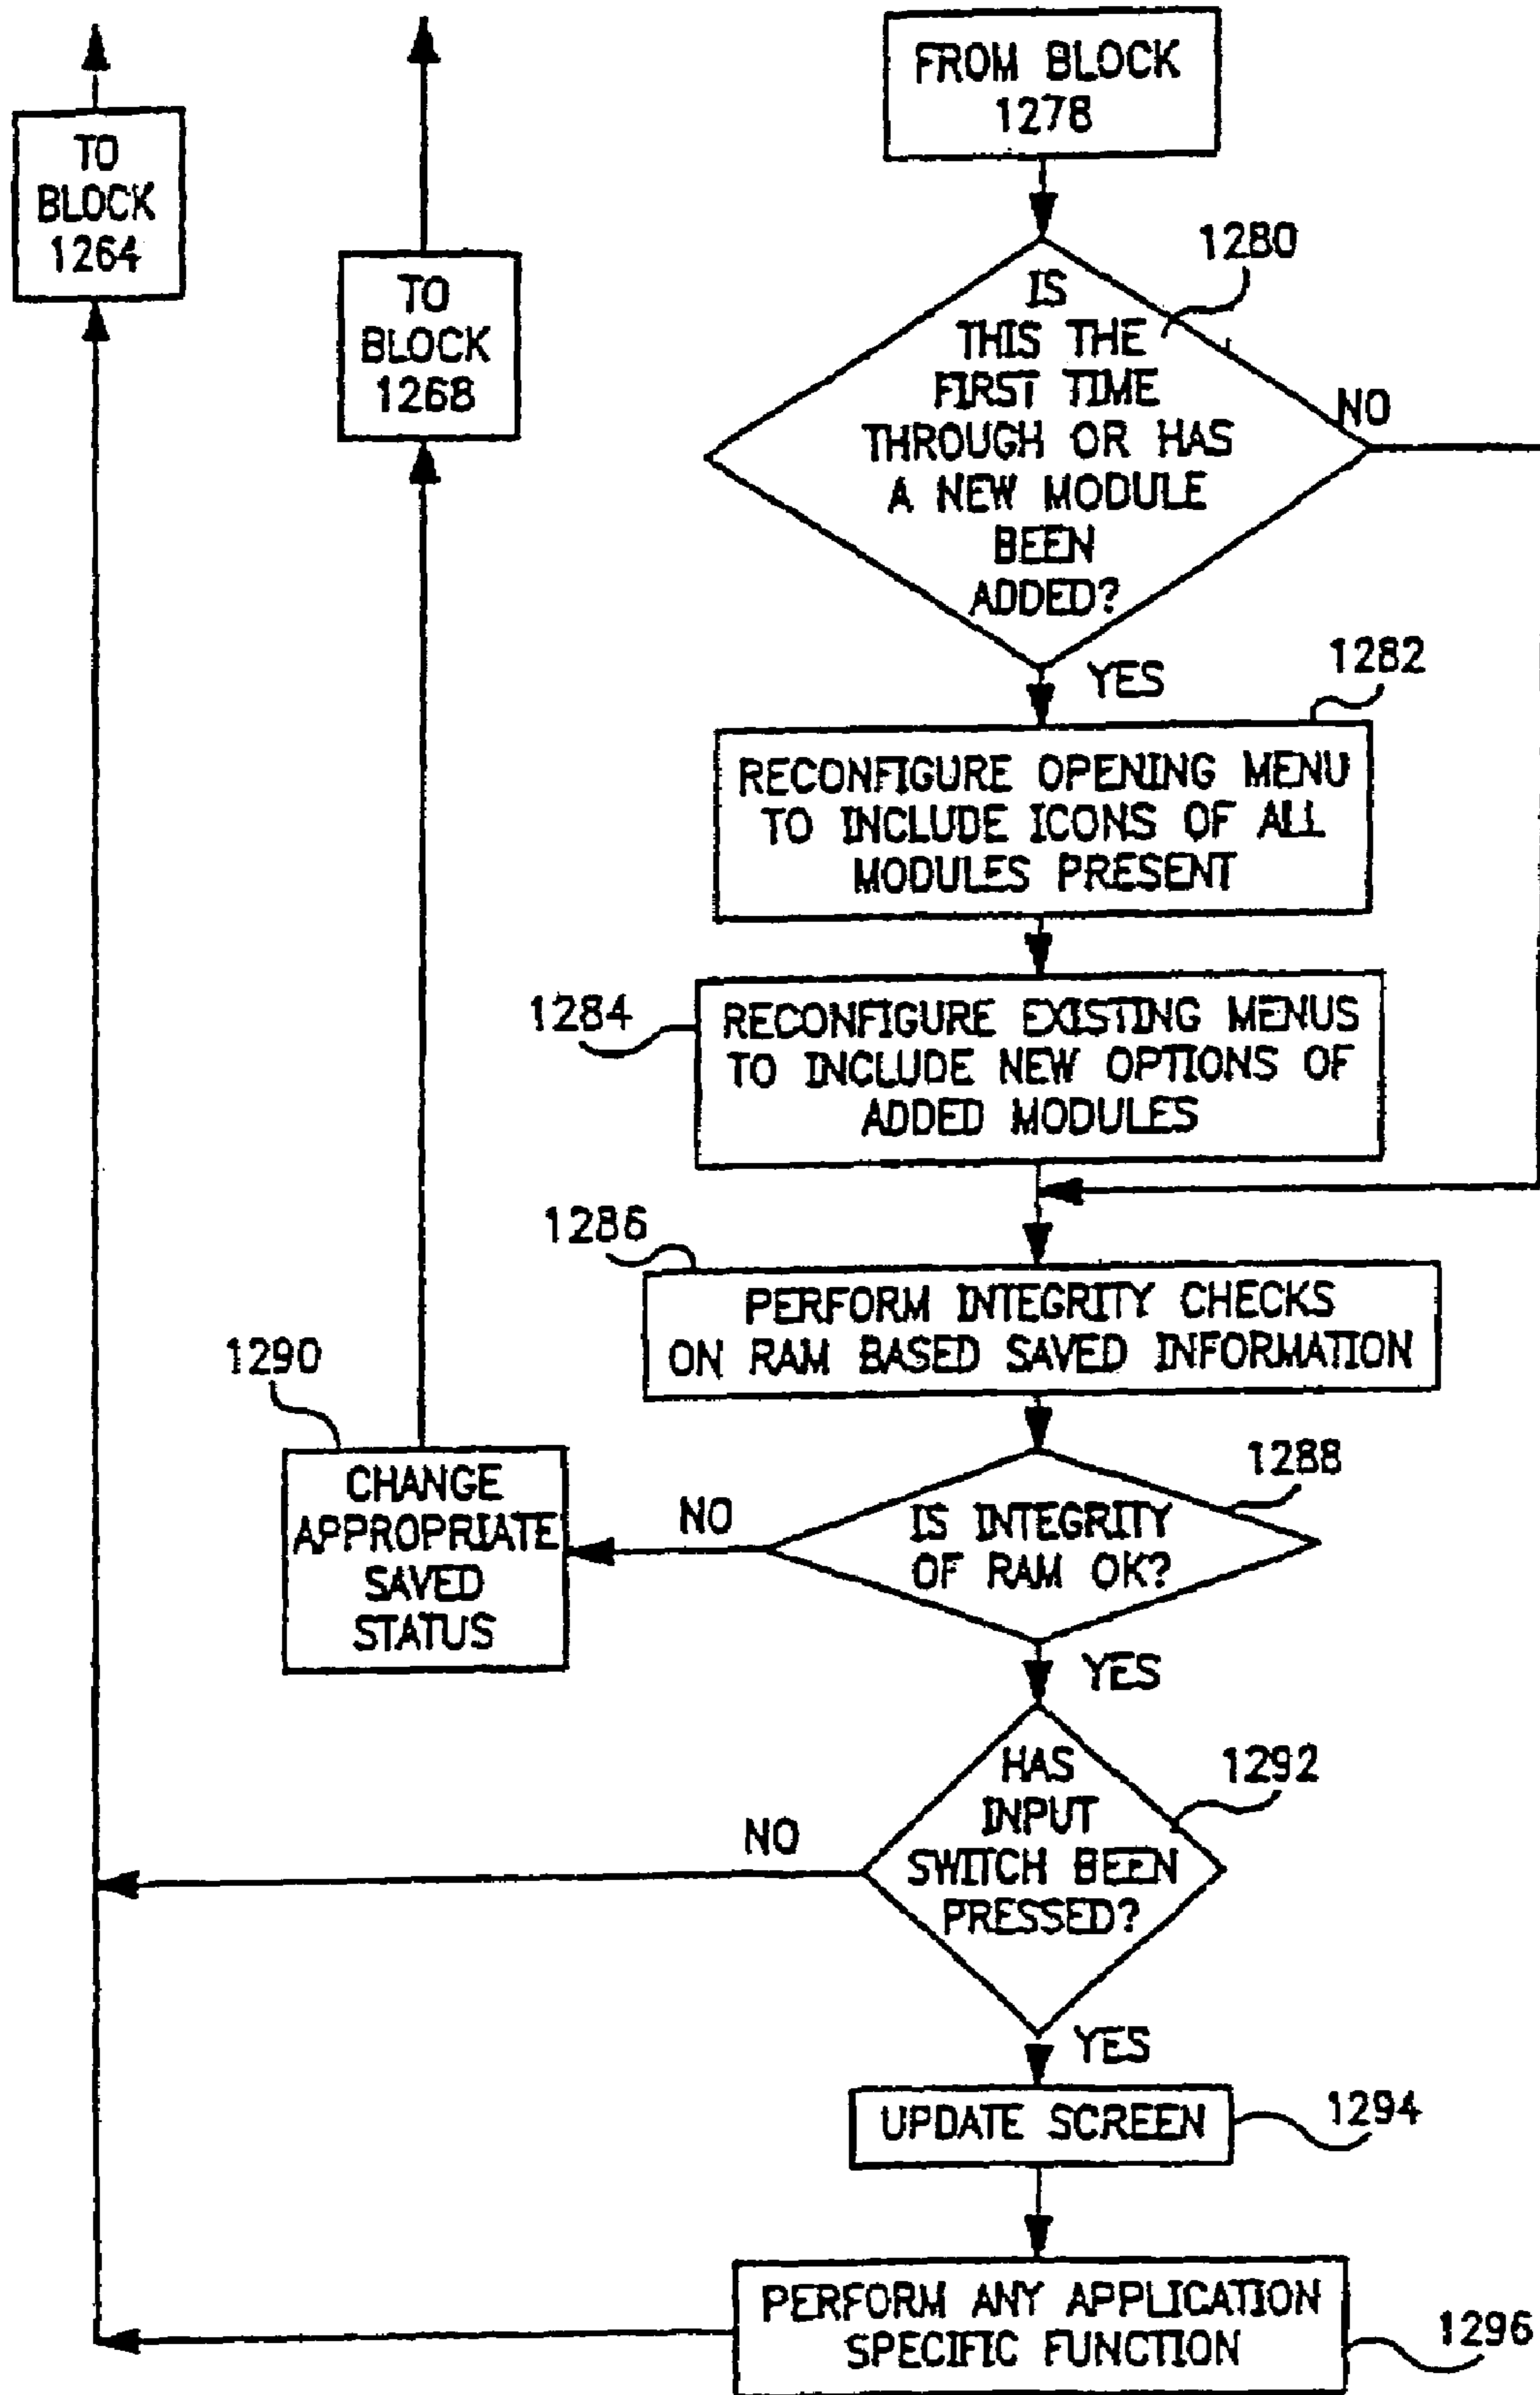 FROM BLOCK
1278
TO
BLOCK
1264
TO
BLOCK
1268
1280
IS
THIS THE
FIRST TIME
THROUGH OR HAS
A NEW MODULE
BEEN
ADDED?
NO
YES
1282
RECONFIGURE OPENING MENU
TO INCLUDE ICONS OF ALL
MODULES PRESENT
1284
RECONFIGURE EXISTING MENUS
TO INCLUDE NEW OPTIONS OF
ADDED MODULES
1286
PERFORM INTEGRITY CHECKS
ON RAM BASED SAVED INFORMATION
1290
CHANGE
APPROPRIATE
SAVED
STATUS
NO
1288
IS INTEGRITY
OF RAM OK?
YES
1292
HAS
INPUT
SWITCH BEEN
PRESSED?
NO
YES
UPDATE SCREEN
1294
PERFORM ANY APPLICATION
SPECIFIC FUNCTION
1296